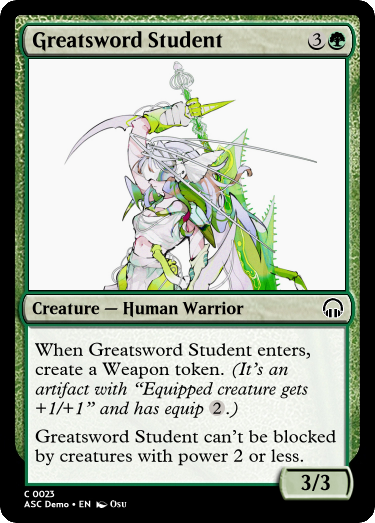 Greatsword Student 3
Creature — Human Warrior
When Greatsword Student enters,
create a Weapon token. (It's an
artifact with “Equipped creature gets
+1/+1” and has equip 2.)
Greatsword Student can't be blocked
by creatures with power 2 or less.
3/3
C 0023
ASC Demo • EN Osu